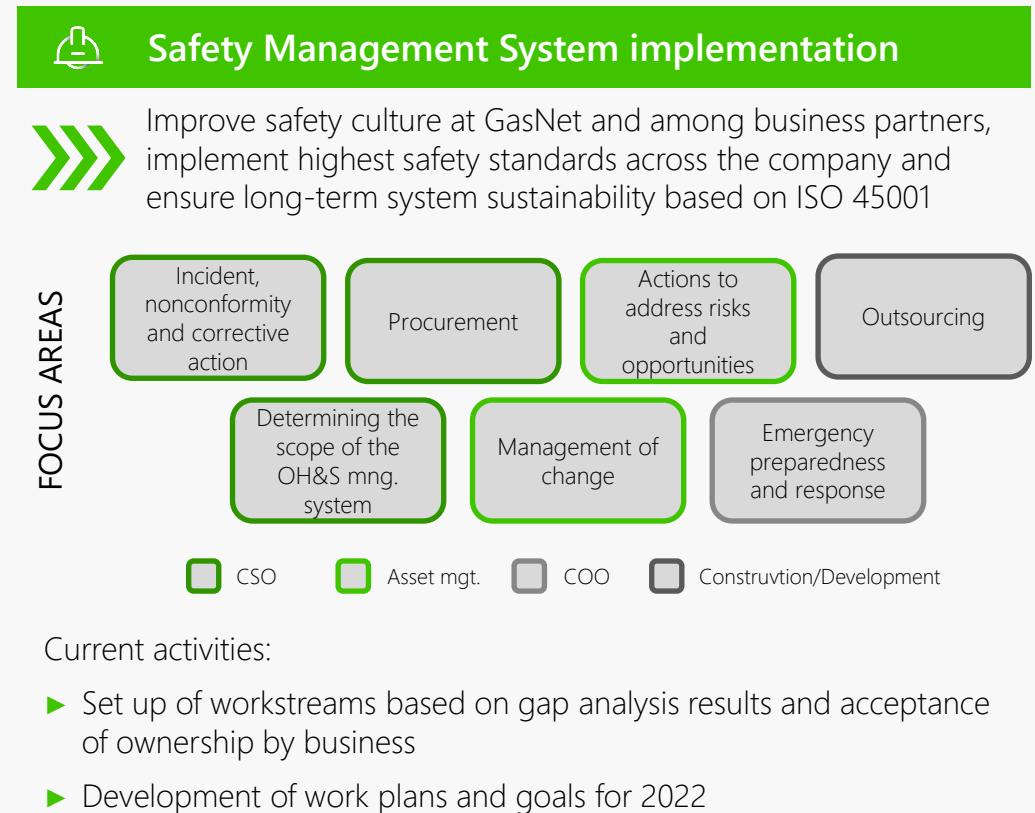 Safety Management System implementation
Improve safety culture at GasNet and among business partners,
implement highest safety standards across the company and
ensure long-term system sustainability based on ISO 45001
FOCUS AREAS
Incident,
nonconformity
and corrective
action
Procurement
Actions to
address risks
and
opportunities
Outsourcing
Determining the
scope of the
OH&S mng.
system
Management of
change
Emergency
preparedness
and response
CSO
Asset mgt.
COO
Construvtion/Development
Current activities:
► Set up of workstreams based on gap analysis results and acceptance
of ownership by business
► Development of work plans and goals for 2022